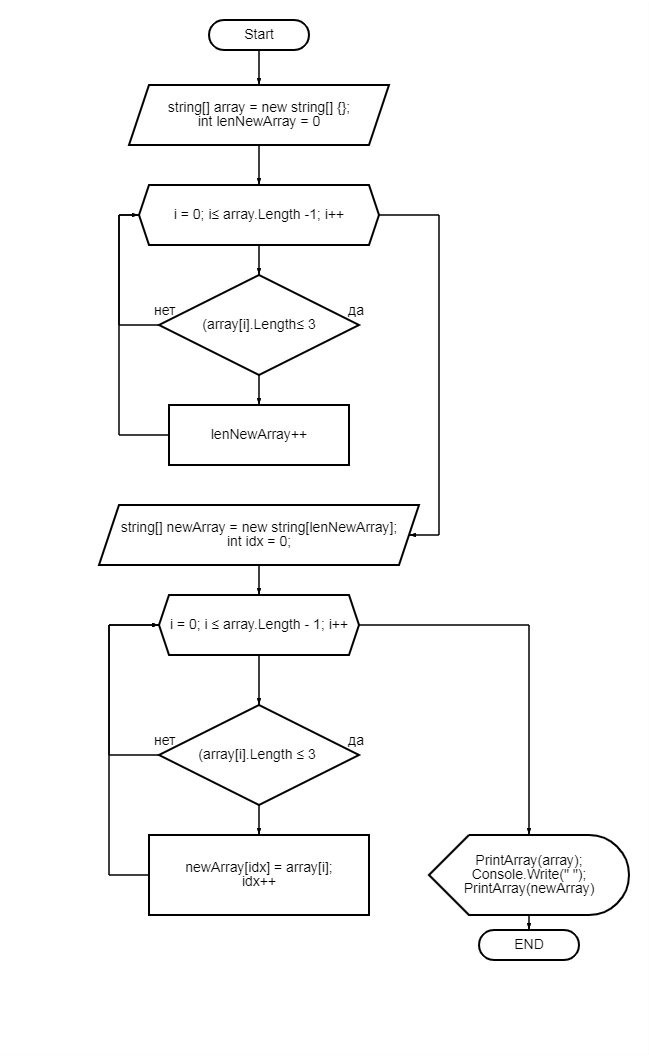 Start
string[] array = new string[] {};
int lenNewArray = 0
i = 0; i≤ array.Length -1; i++
нет
да
(array[i].Length≤ 3
lenNewArray++
string[] newArray = new string[lenNewArray];
int idx = 0;
i = 0; i ≤ array.Length - 1; i++
нет
да
(array[i].Length ≤ 3
newArray[idx] = array[i];
idx++
PrintArray(array);
Console.Write(" ");
PrintArray(newArray)
END